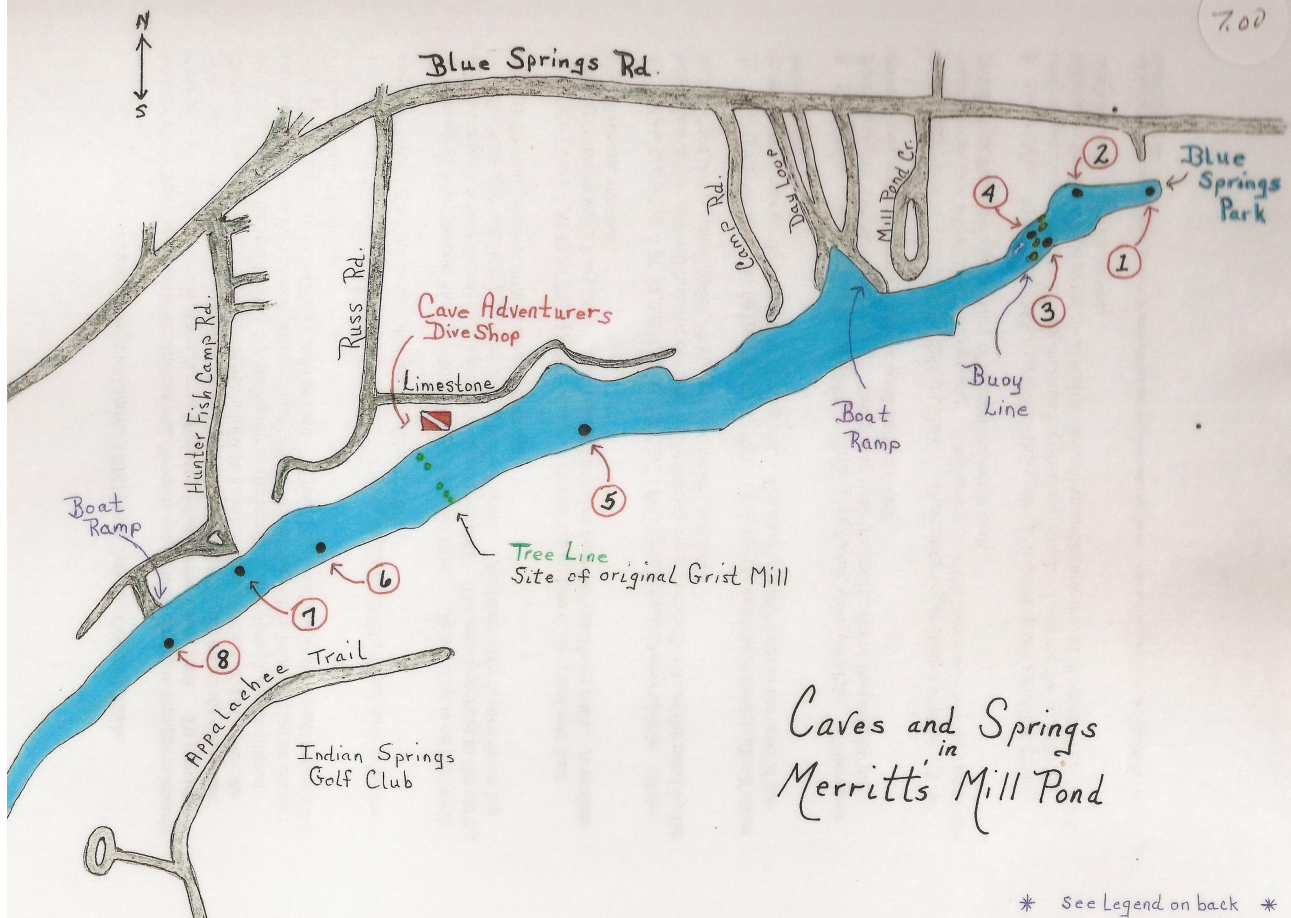 7.00
N
S
Blue Springs Rd.
2
Blue
Springs
Park
4
1
3
Camp Rd.
Day Loop
Mill Pond Cr.
Hunter Fish Camp Rd.
Russ Rd.
Cave Adventurers
Dive Shop
Limestone
Buoy
Line
Boat
Ramp
5
Boat
Ramp
Tree Line
Site of original Grist Mill
6
7
8
Appalachee Trail
Indian Springs
Golf Club
Caves and Springs
in
Merritt's Mill Pond
* See Legend on back *